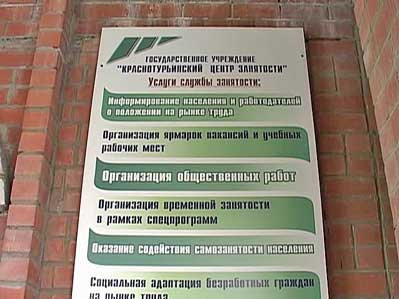 ГОСУДАРСТВЕННОЕ УЧРЕЖДЕНИЕ
"КРАСНОТУРЬИНСКИЙ ЦЕНТР ЗАНЯТОСТИ"
Услуги службы занятости:
Информирование населения и работодателей
о положении на рынке труда
Организация ярмарок вакансий и учебных
рабочих мест
Организация общественных работ
Организация временной занятости
в рамках спецпрограмм
Оказание содействия самозанятости населения
Социальная адаптация безработных граждан
на рынке труда